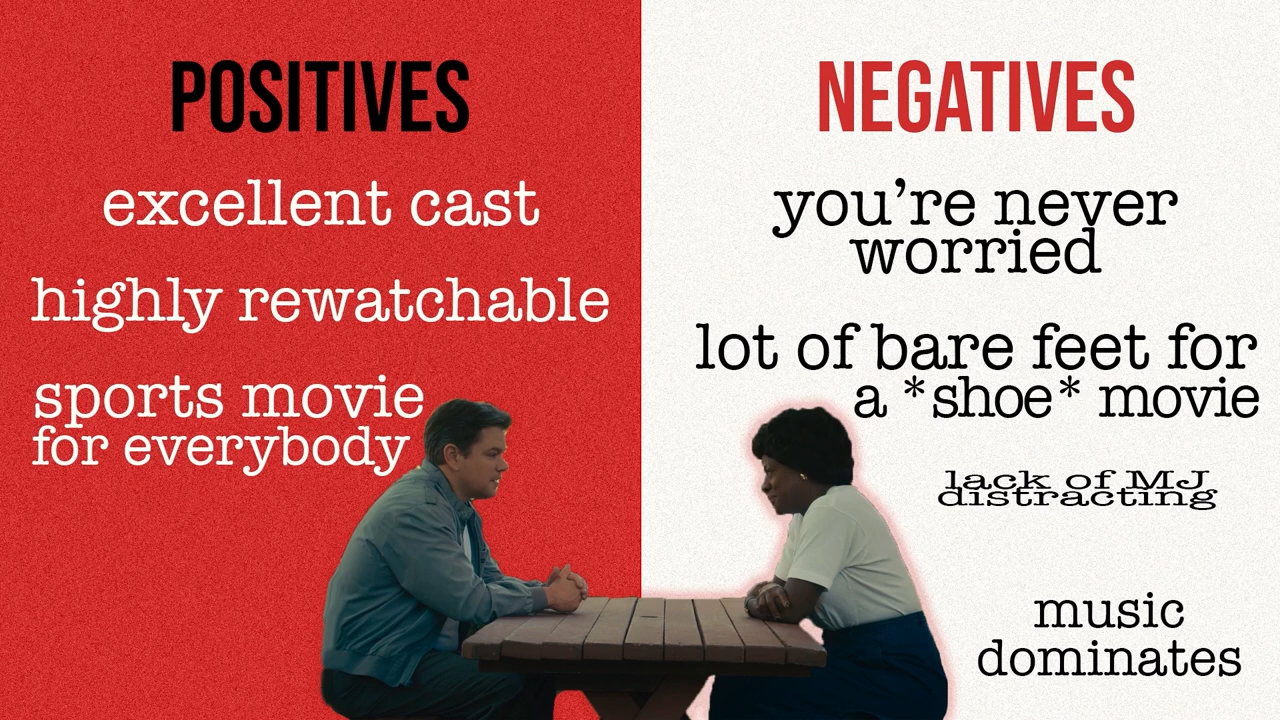 POSITIVES
excellent cast
highly rewatchable
sports movie
for everybody
NEGATIVES
you're never
worried
lot of bare feet for
a *shoe* movie
lack of MJ
distracting
music
dominates